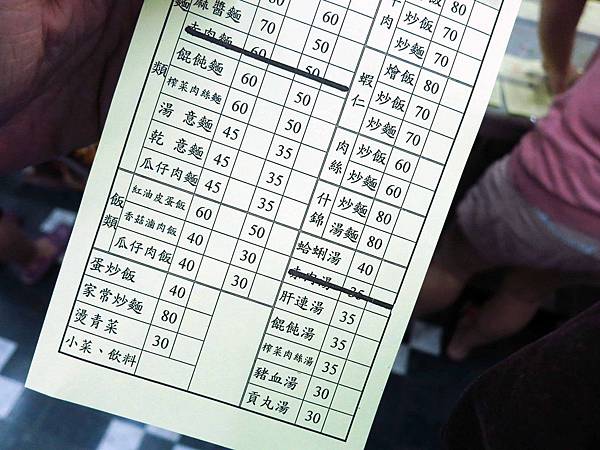 麵類
麻醬麵 70 50
赤肉麵 60 50
餛飩麵 60 50
榨菜肉絲麵 60 50
湯意麵 45 35
乾意麵 45 35
瓜仔肉麵 45 35
飯類
紅油皮蛋飯 60 50
香菇滷肉飯 40 30
瓜仔肉飯 40 30
蛋炒飯 40
家常炒麵 80
燙青菜 30
小菜、飲料
牛肉
炒飯 80
炒麵 70
蝦仁
燴飯 80
炒飯 70
炒麵 70
肉絲
炒飯 60
炒麵 60
什錦
炒麵 80
湯麵 80
蛤蜊湯 40
赤肉湯 35
肝連湯 35
餛飩湯 35
榨菜肉絲湯 35
豬血湯 30
貢丸湯 30